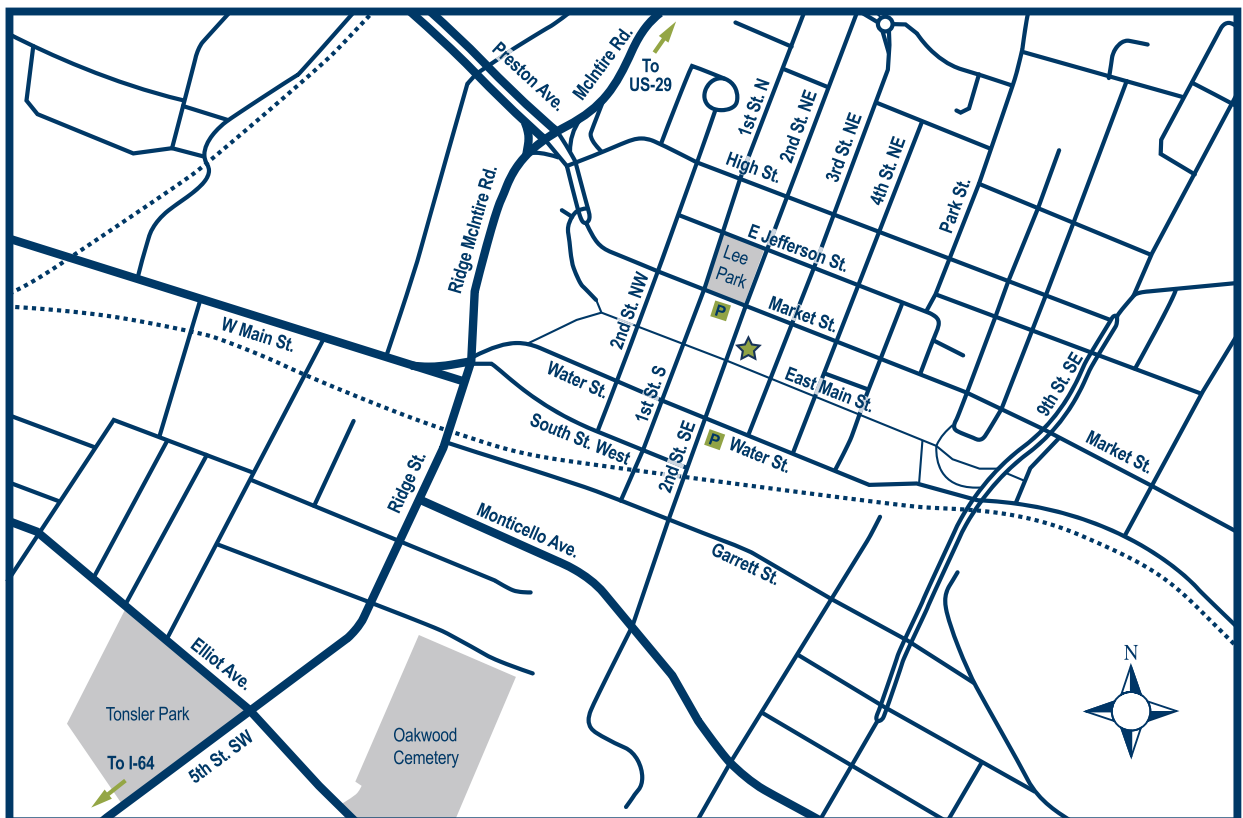 Preston Ave.
McIntire Rd.
To
US-29
1st St. N
2nd St. NE
3rd St. NE
4th St. NE
Park St.
High St.
Ridge McIntire Rd.
E Jefferson St.
Lee
Park
2nd St. NW
P
Market St.
W Main St.
Water St.
1st St. S
East Main St.
9th St. SE
South St. West
2nd St. SE
P
Water St.
Market St.
Ridge St.
Monticello Ave.
Garrett St.
Elliot Ave.
N
Tonsler Park
Oakwood
Cemetery
To I-64
5th St. SW